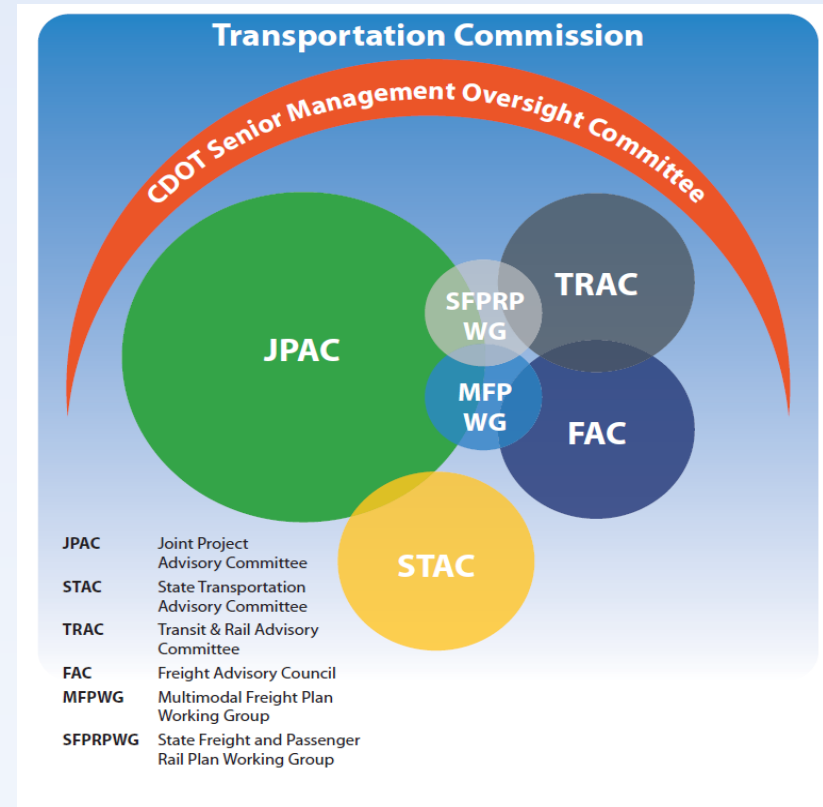 Transportation Commission
CDOT Senior Management Oversight Committee
TRAC
SFPRP
WG
JPAC
MFP
WG
FAC
STAC
JPAC Joint Project
Advisory Committee
STAC State Transportation
Advisory Committee
TRAC Transit & Rail Advisory
Committee
FAC Freight Advisory Council
MFPWG Multimodal Freight Plan
Working Group
SFPRPWG State Freight and Passenger
Rail Plan Working Group